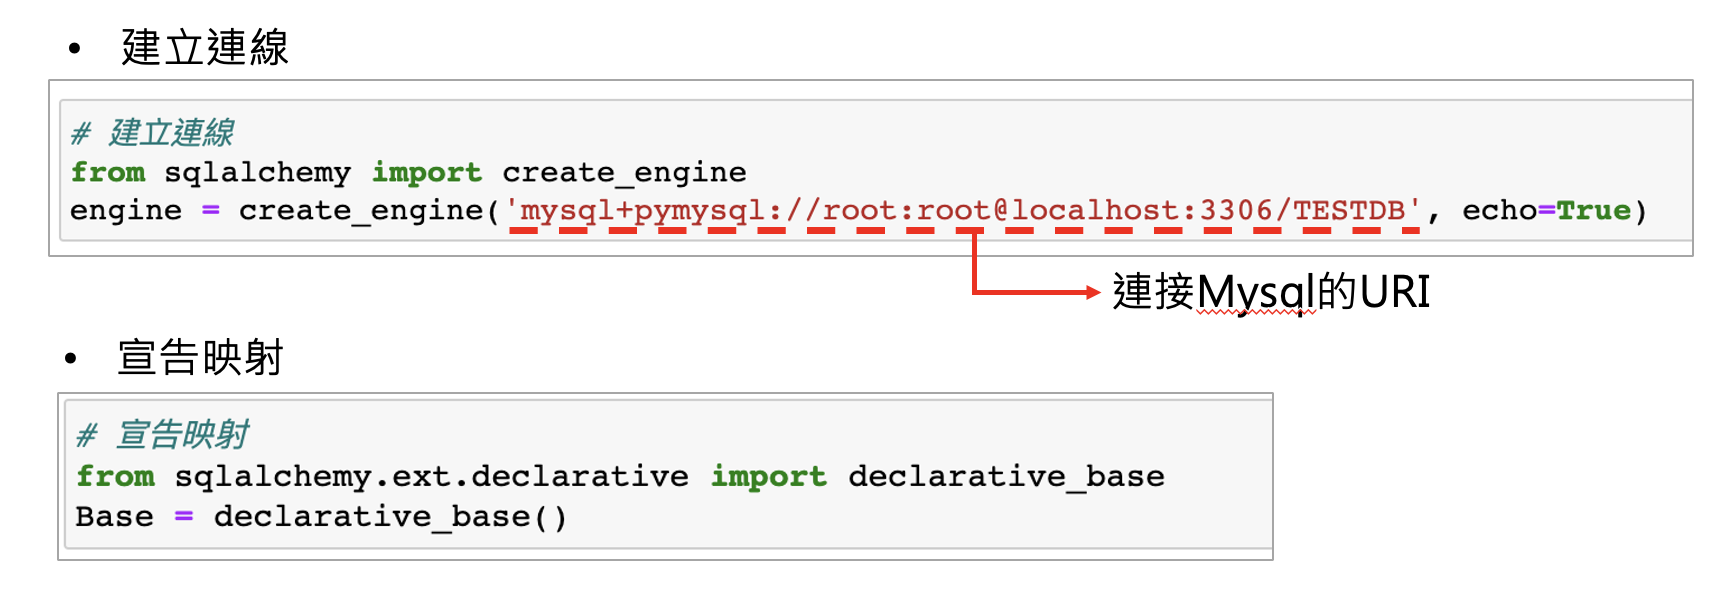 • 建立連線
# 建立連線
from sqlalchemy import create_engine
engine = create_engine('mysql+pymysql://root:root@localhost:3306/TESTDB', echo=True)
連接Mysql的URI
• 宣告映射
# 宣告映射
from sqlalchemy.ext.declarative import declarative_base
Base = declarative_base()